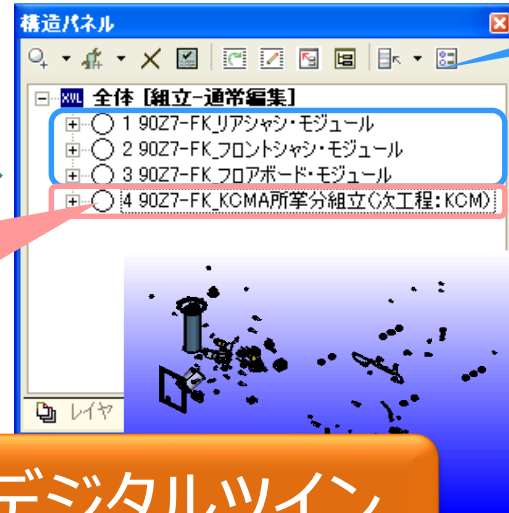 構造パネル
XVL 全体 [組立-通常編集]
1 90Z7-FK_リアシャシ・モジュール
2 90Z7-FK_フロントシャシ・モジュール
3 90Z7-FK_フロアボード・モジュール
4 90Z7-FK_KCMA所掌分組立(次工程:KCM)
レイヤ
デジタルツイン